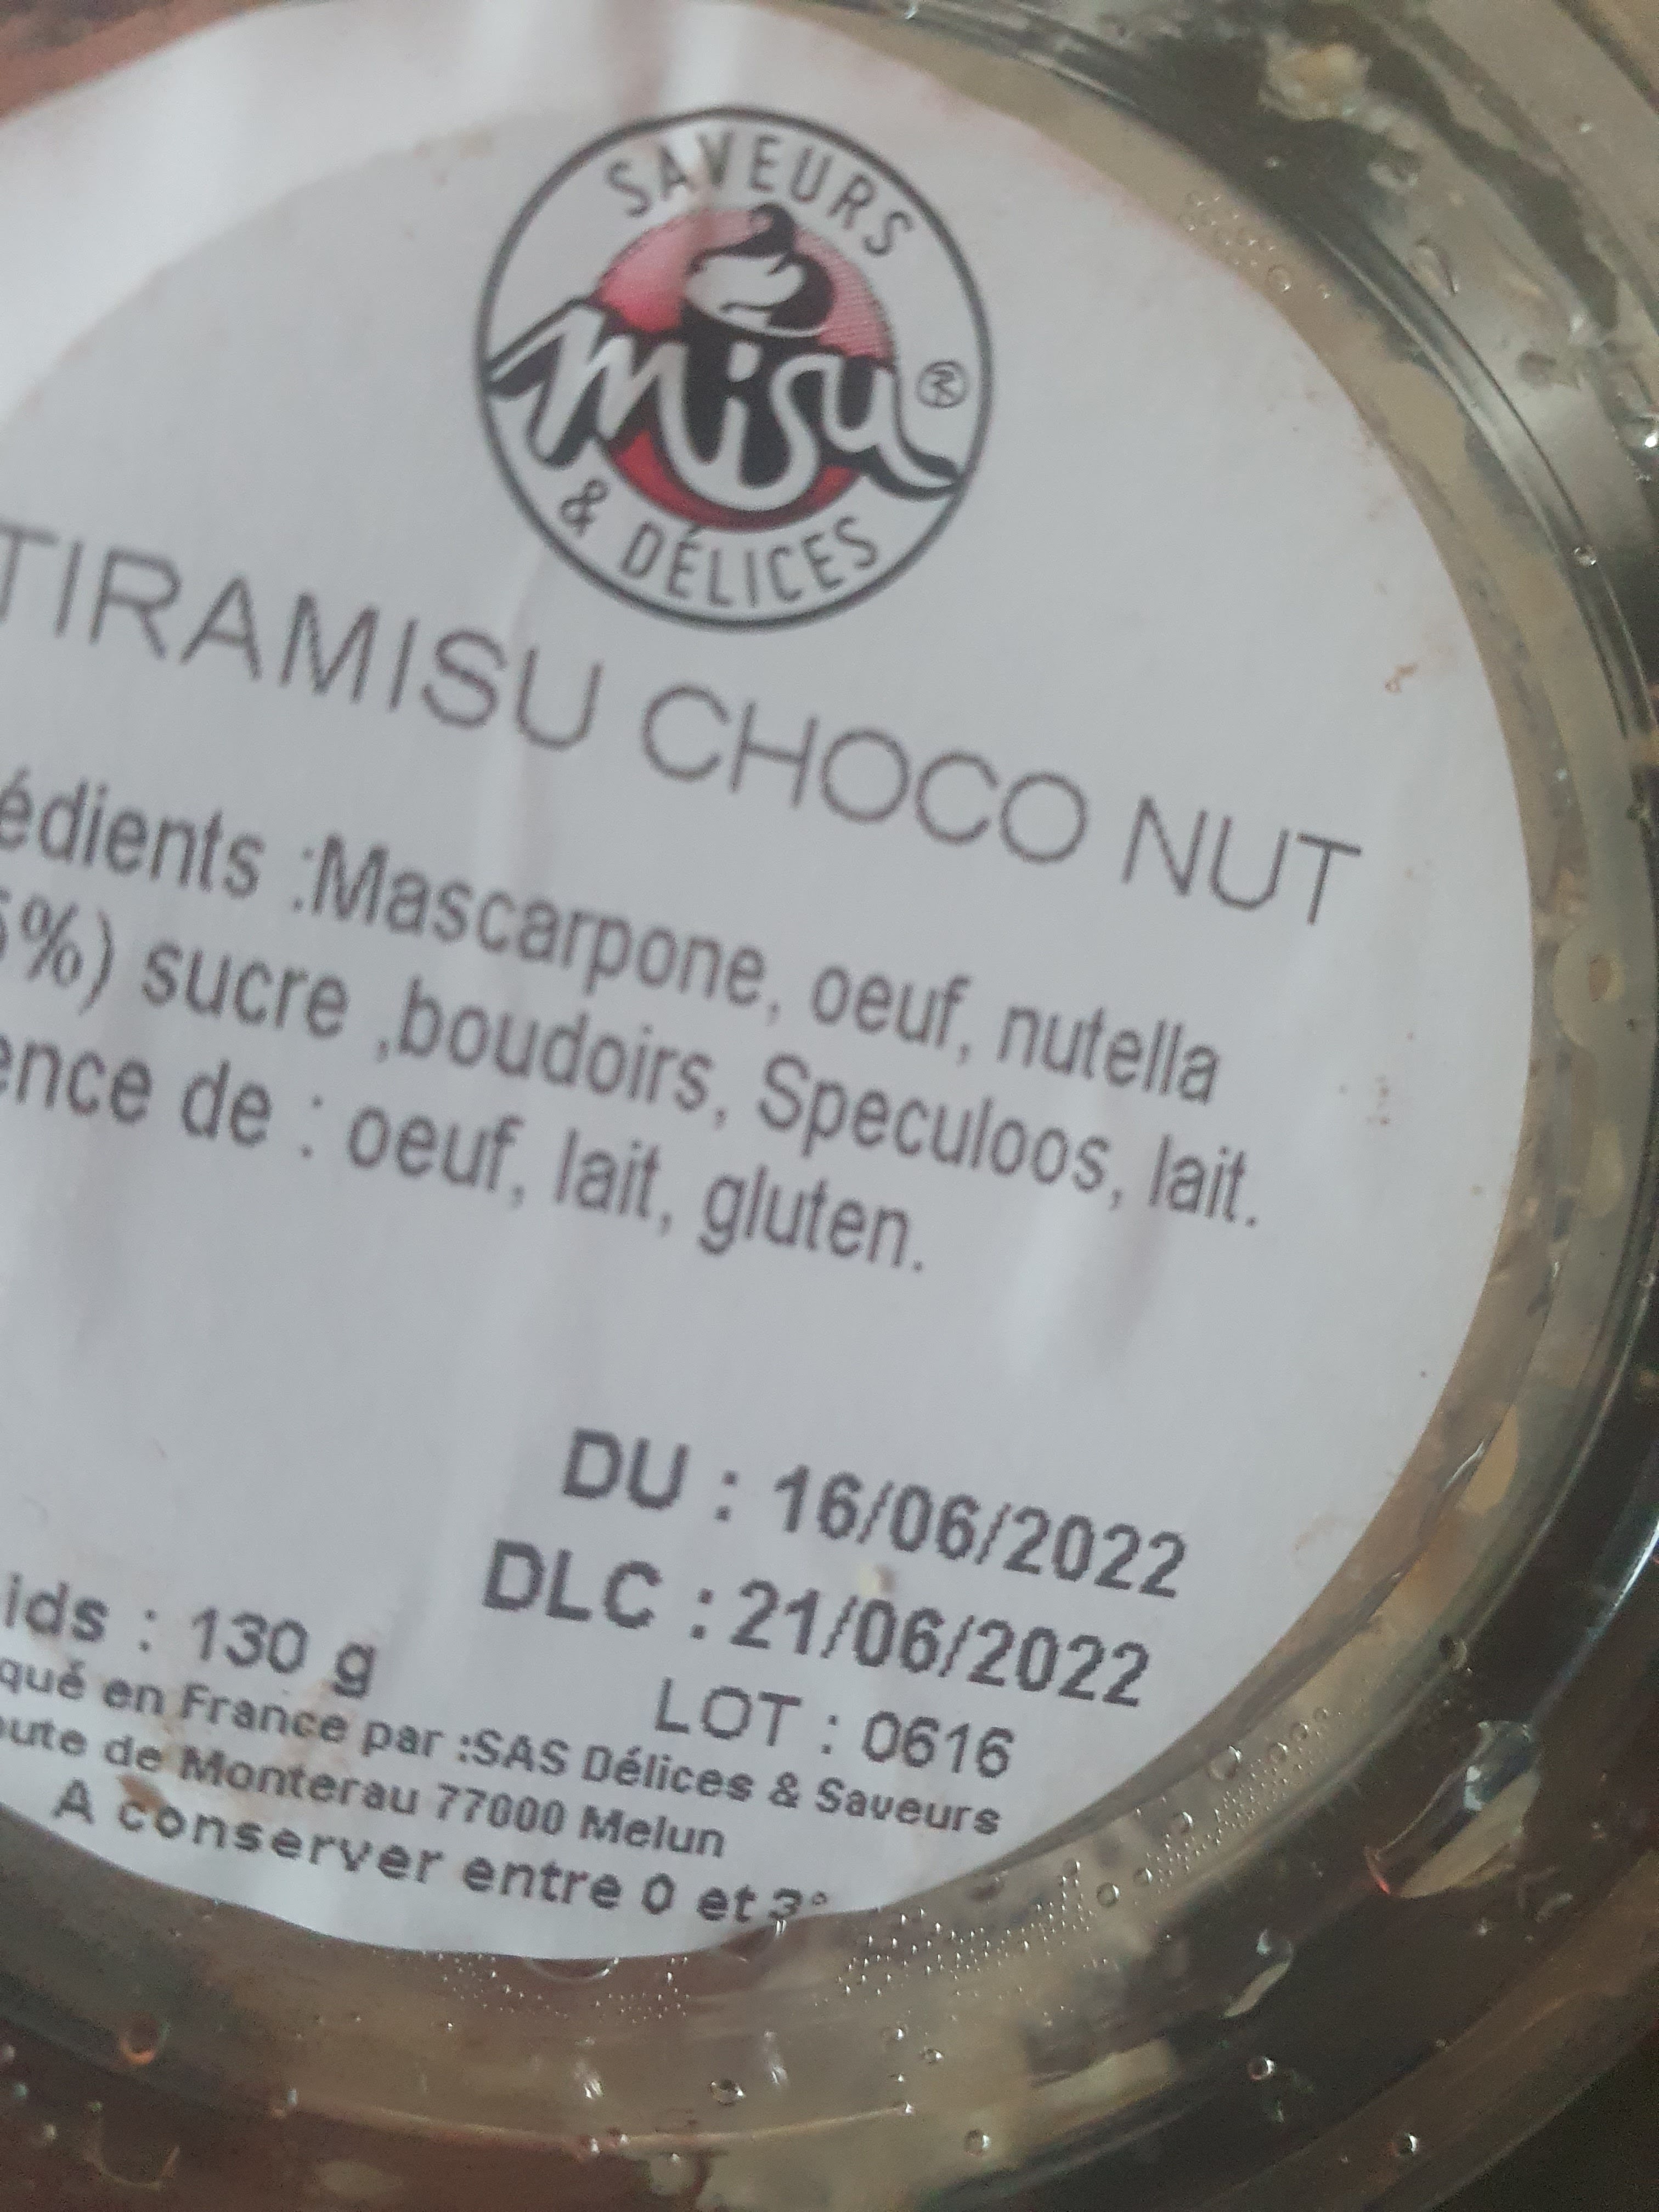 SAVEURS
misu®
& DÉLICES
TIRAMISU CHOCO NUT
édients :Mascarpone, oeuf, nutella
%) sucre ,boudoirs, Speculoos, lait.
ence de : oeuf, lait, gluten.
DU : 16/06/2022
DLC : 21/06/2022
ids : 130 g
LOT : 0616
qué en France par :SAS Délices & Saveurs
oute de Monterau 77000 Melun
A conserver entre 0 et 3°